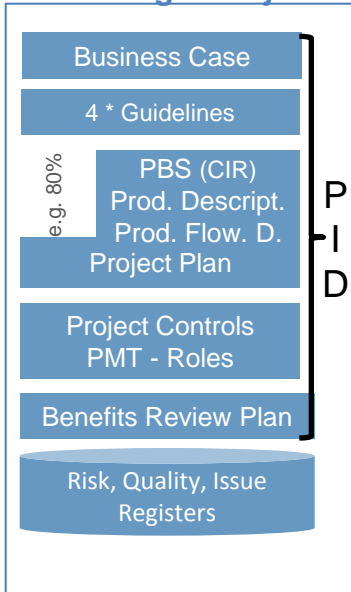 Business Case
4 * Guidelines
e.g. 80%
PBS (CIR)
Prod. Descript.
Prod. Flow. D.
Project Plan
Project Controls
PMT - Roles
Benefits Review Plan
P
I
D
Risk, Quality, Issue
Registers